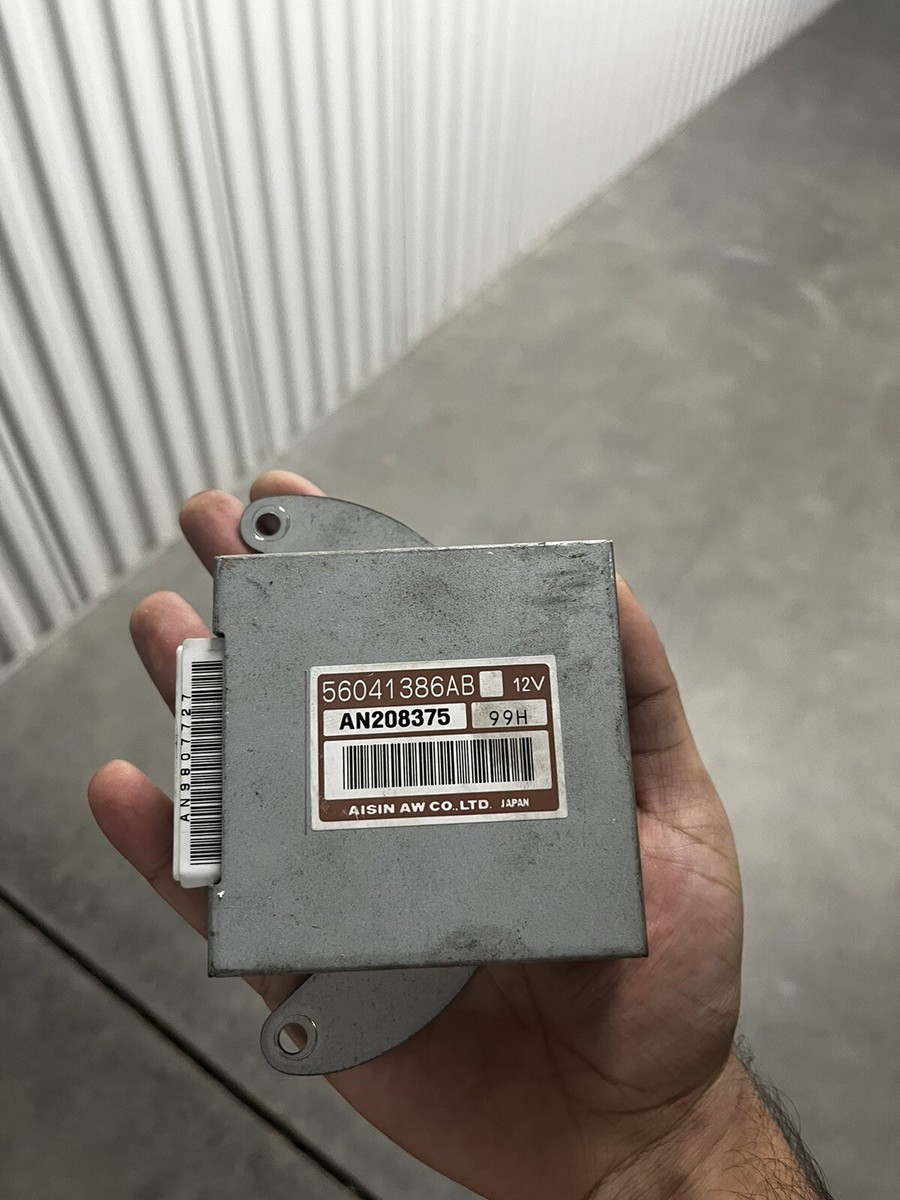 56041386AB 12V
AN208375 99H
AISIN AW CO.,LTD. JAPAN
AN9807727